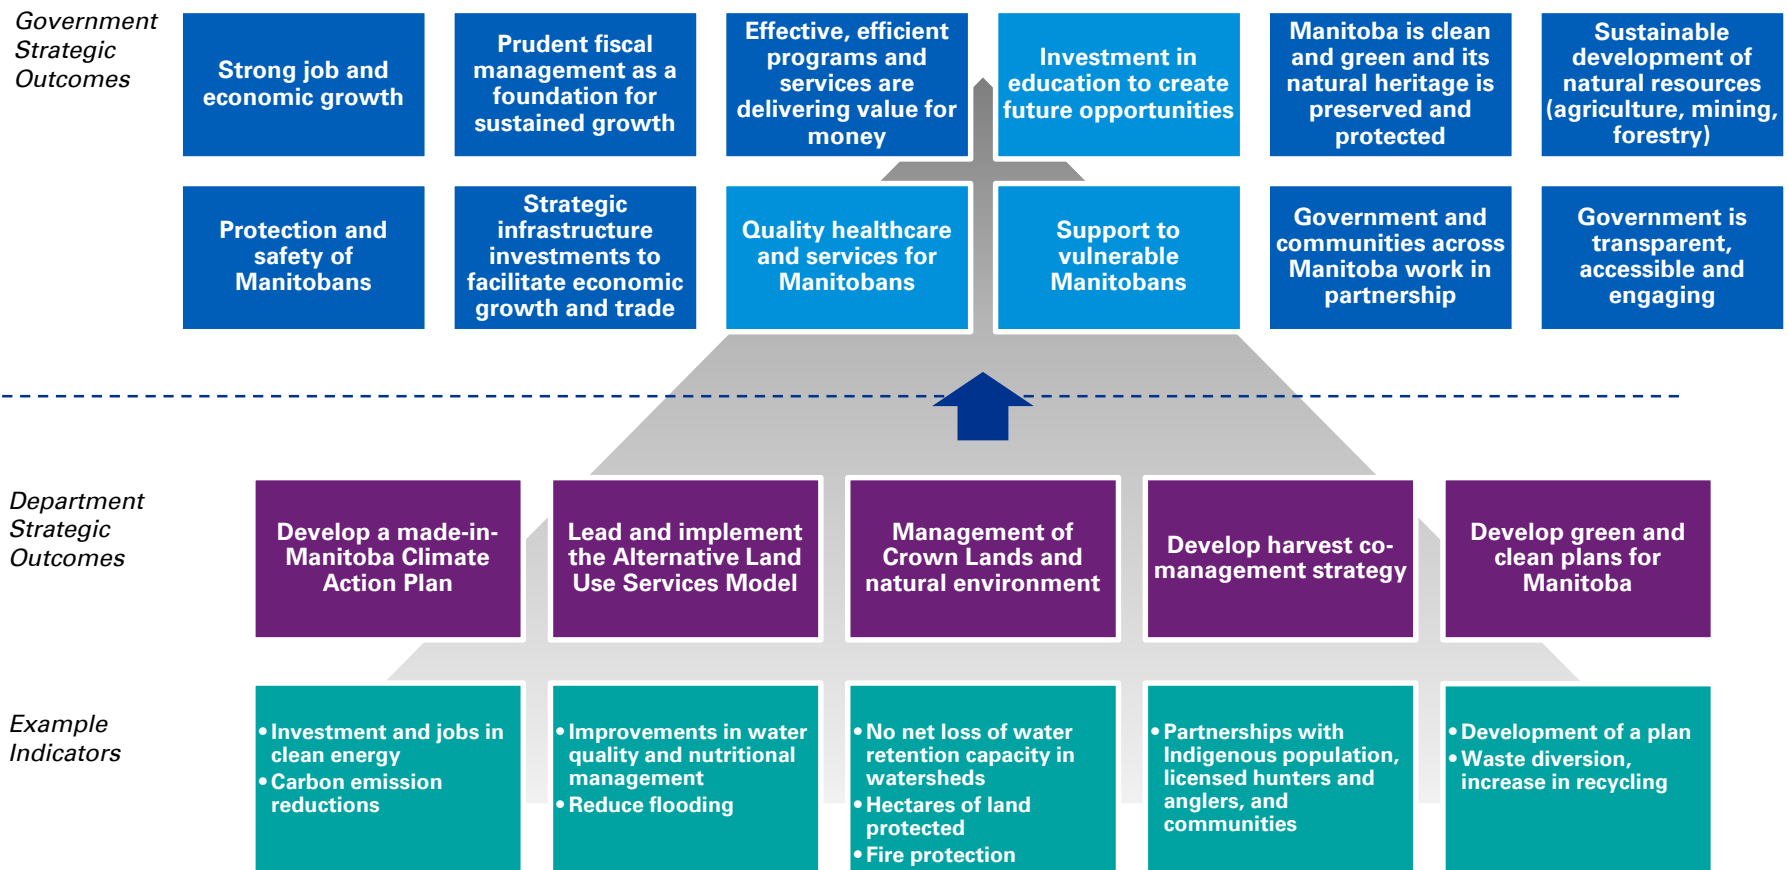 Government
Strategic
Outcomes
Strong job and
economic growth
Prudent fiscal
management as a
foundation for
sustained growth
Effective, efficient
programs and
services are
delivering value for
money
Investment in
education to create
future opportunities
Manitoba is clean
and green and its
natural heritage is
preserved and
protected
Sustainable
development of
natural resources
(agriculture, mining,
forestry)
Protection and
safety of
Manitobans
Strategic
infrastructure
investments to
facilitate economic
growth and trade
Quality healthcare
and services for
Manitobans
Support to
vulnerable
Manitobans
Government and
communities across
Manitoba work in
partnership
Government is
transparent,
accessible and
engaging
Department
Strategic
Outcomes
Develop a made-in-
Manitoba Climate
Action Plan
Lead and implement
the Alternative Land
Use Services Model
Management of
Crown Lands and
natural environment
Develop harvest co-
management strategy
Develop green and
clean plans for
Manitoba
Example
Indicators
• Investment and jobs in
clean energy
• Carbon emission
reductions
• Improvements in water
quality and nutritional
management
• Reduce flooding
• No net loss of water
retention capacity in
watersheds
• Hectares of land
protected
• Fire protection
• Partnerships with
Indigenous population,
licensed hunters and
anglers, and
communities
• Development of a plan
• Waste diversion,
increase in recycling